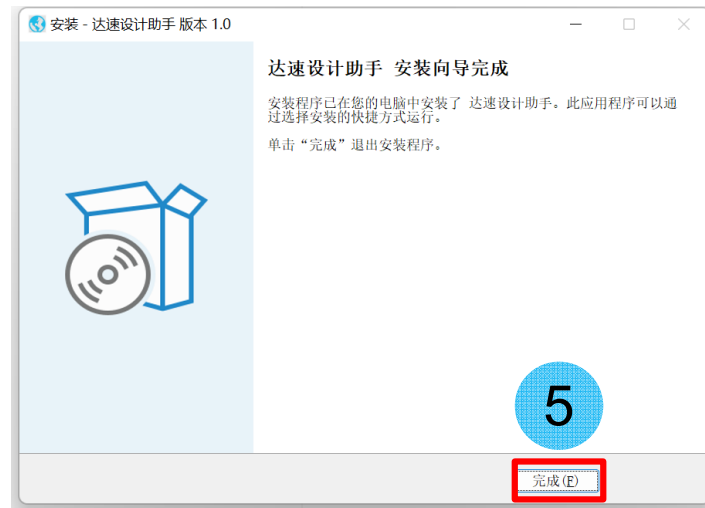 安装 - 达速设计助手 版本 1.0
达速设计助手 安装向导完成
安装程序已在您的电脑中安装了 达速设计助手。此应用程序可以通
过选择安装的快捷方式运行。
单击“完成”退出安装程序。
5
完成(F)